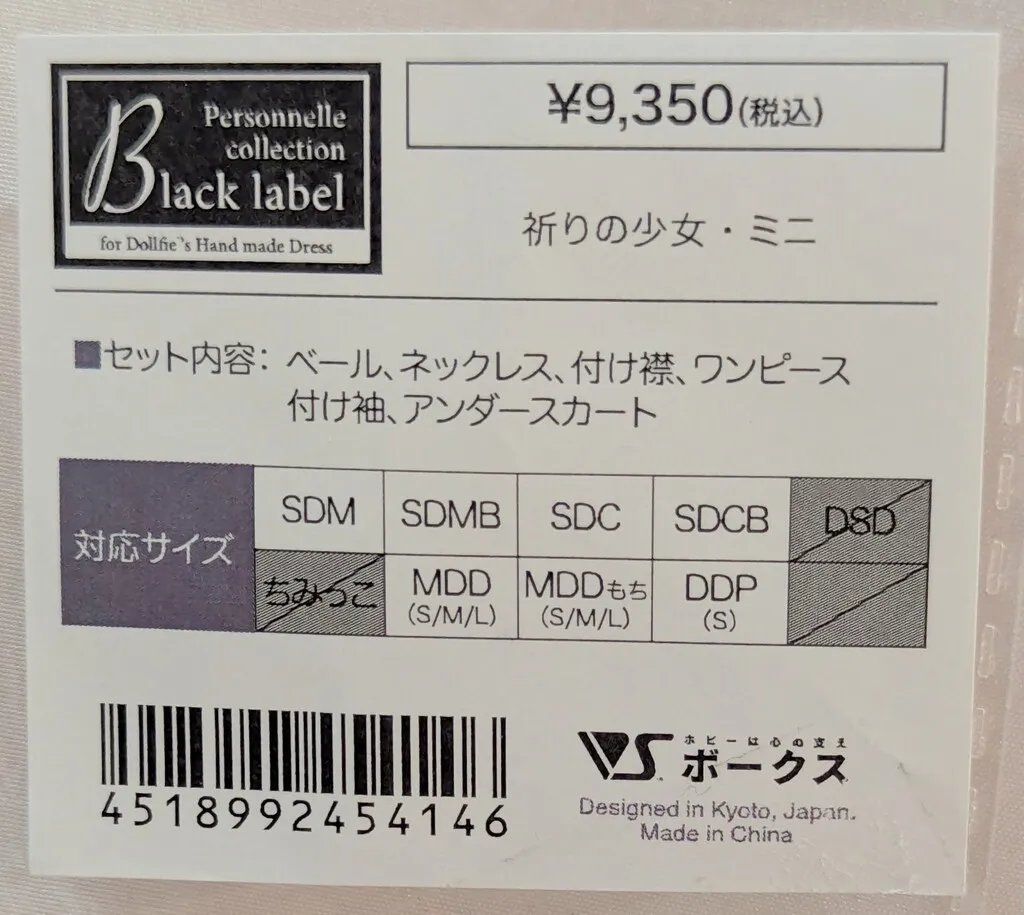 Personnelle
collection
Black label
for Dollfie's Hand made Dress
¥9,350(税込)
祈りの少女・ミニ
■セット内容: ベール、ネックレス、付け襟、ワンピース
付け袖、アンダースカート
対応サイズ
SDM SDMB SDC SDCB DSD
ちみっこ MDD MDDもち DDP
(S/M/L) (S/M/L) (S)
4518992454146
VS.
ホビーは心の支え
ボークス
Designed in Kyoto, Japan.
Made in China